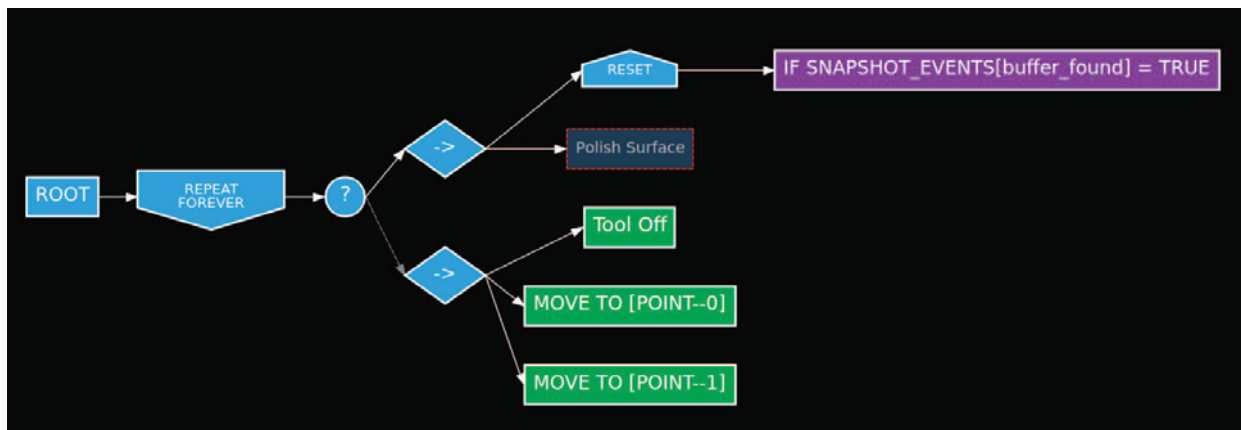 RESET
IF SNAPSHOT_EVENTS[buffer_found] = TRUE
->
Polish Surface
ROOT
REPEAT
FOREVER
?
Tool Off
->
MOVE TO [POINT--0]
MOVE TO [POINT--1]